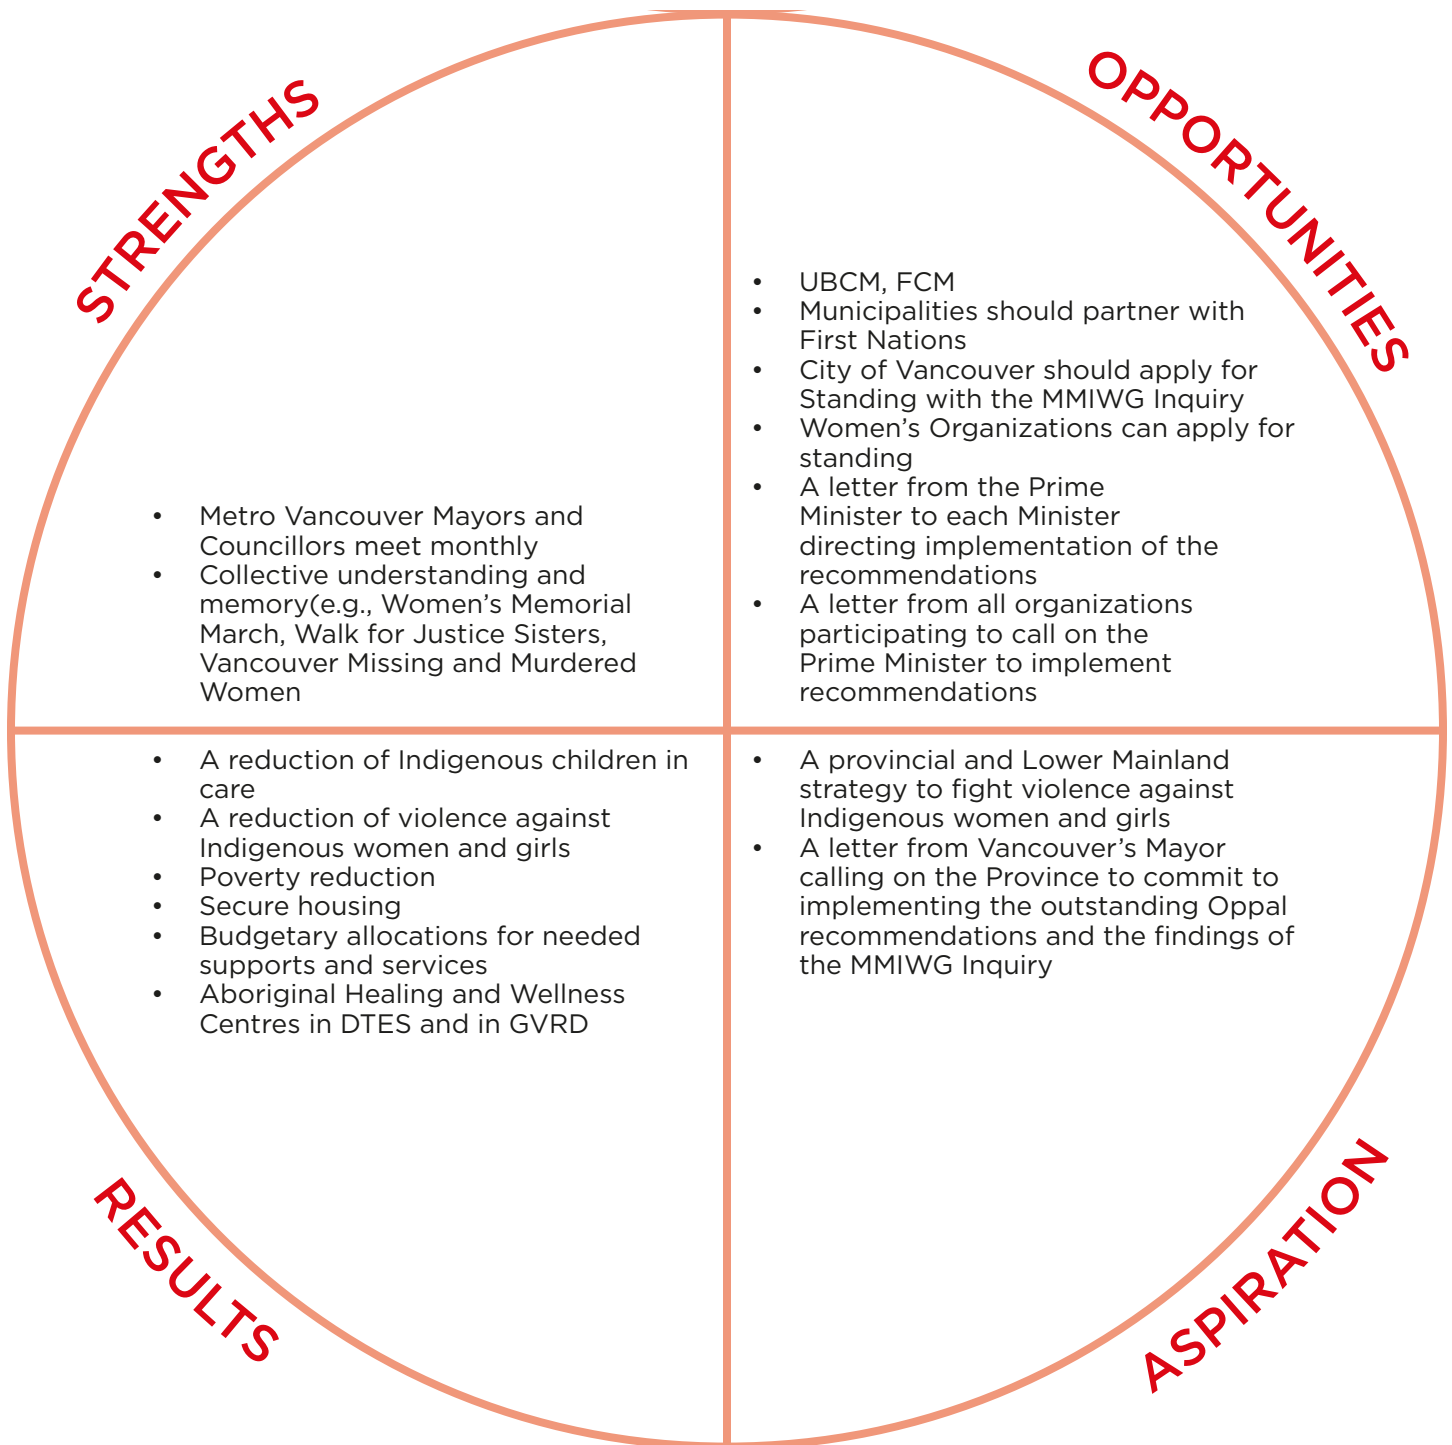 STRENGTHS
• Metro Vancouver Mayors and
Councillors meet monthly
• Collective understanding and
memory(e.g., Women’s Memorial
March, Walk for Justice Sisters,
Vancouver Missing and Murdered
Women
OPPORTUNITIES
• UBCM, FCM
• Municipalities should partner with
First Nations
• City of Vancouver should apply for
Standing with the MMIWG Inquiry
• Women’s Organizations can apply for
standing
• A letter from the Prime
Minister to each Minister
directing implementation of the
recommendations
• A letter from all organizations
participating to call on the
Prime Minister to implement
recommendations
• A reduction of Indigenous children in
care
• A reduction of violence against
Indigenous women and girls
• Poverty reduction
• Secure housing
• Budgetary allocations for needed
supports and services
• Aboriginal Healing and Wellness
Centres in DTES and in GVRD
RESULTS
• A provincial and Lower Mainland
strategy to fight violence against
Indigenous women and girls
• A letter from Vancouver’s Mayor
calling on the Province to commit to
implementing the outstanding Oppal
recommendations and the findings of
the MMIWG Inquiry
ASPIRATION